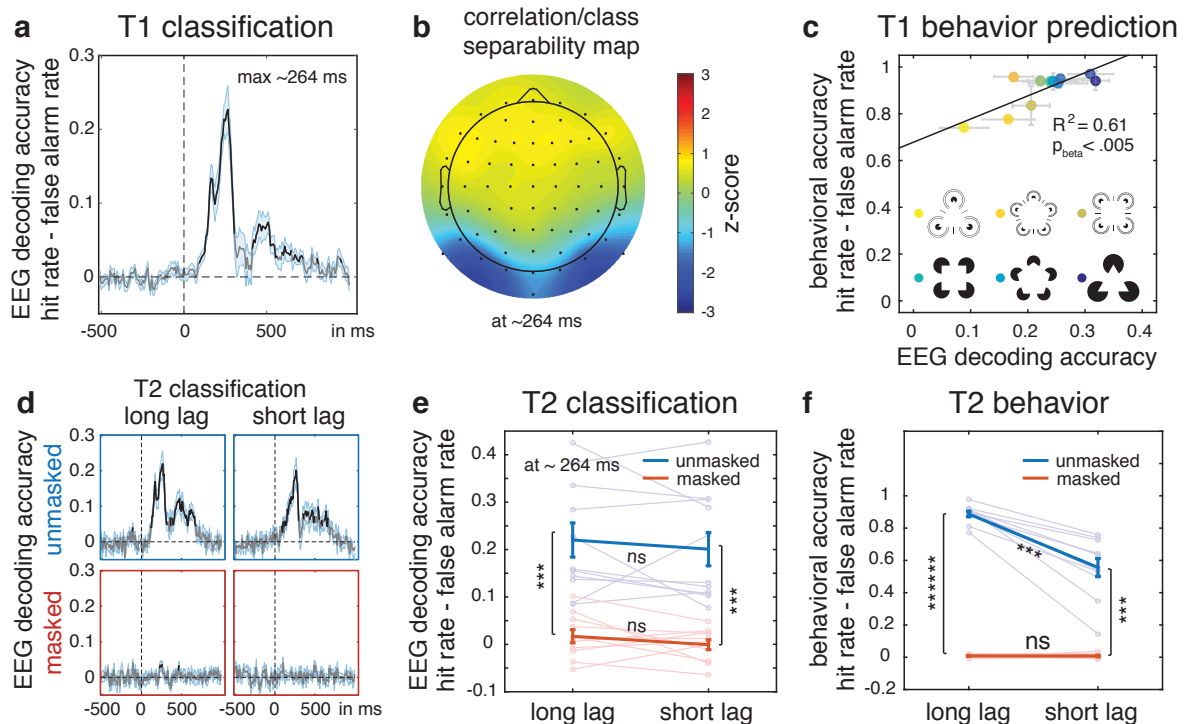 a
T1 classification
EEG decoding accuracy
hit rate - false alarm rate
0.3
0.2
0.1
0
max ~264 ms
-500
0
500
in ms
b
correlation/class
separability map
at ~264 ms
3
2
1
0
-1
-2
-3
z-score
c
T1 behavior prediction
behavioral accuracy
hit rate - false alarm rate
1
0.8
0.6
0.4
0.2
0
R² = 0.61
p_beta < .005
0
0.1
0.2
0.3
0.4
EEG decoding accuracy
d
T2 classification
long lag
short lag
EEG decoding accuracy
unmasked
masked
0.3
0.2
0.1
0
0.3
0.2
0.1
0
-500
0
500
-500
0
500
in ms
e
T2 classification
EEG decoding accuracy
hit rate - false alarm rate
0.4
0.3
0.2
0.1
0
-0.1
at ~ 264 ms
unmasked
masked
ns
ns
***
***
long lag
short lag
f
T2 behavior
behavioral accuracy
hit rate - false alarm rate
1
0.8
0.6
0.4
0.2
0
-0.2
unmasked
masked
***
*******
***
ns
long lag
short lag